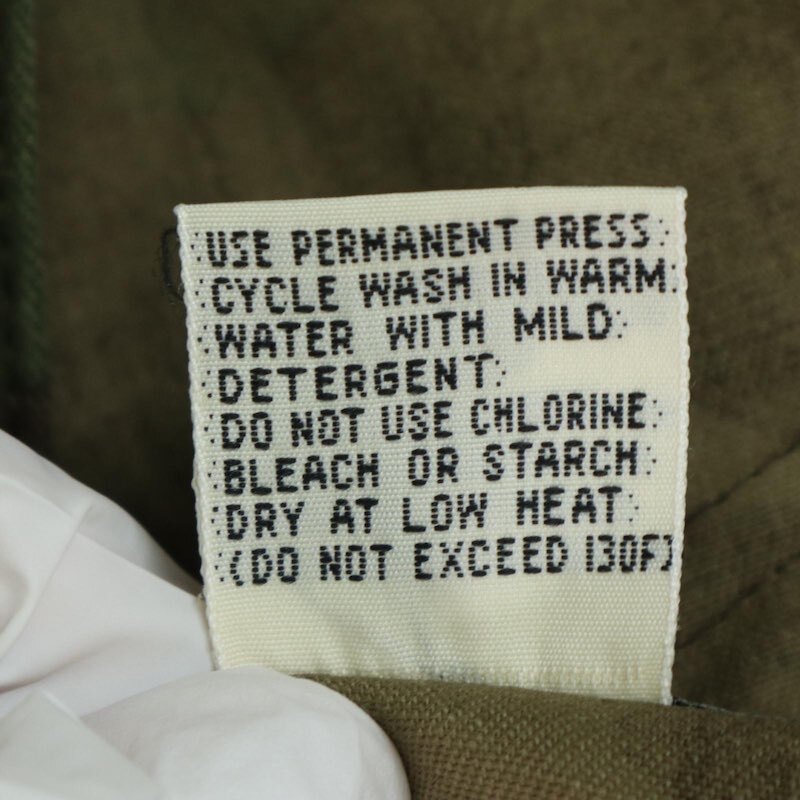 USE PERMANENT PRESS
CYCLE WASH IN WARM
WATER WITH MILD
DETERGENT
DO NOT USE CHLORINE
BLEACH OR STARCH
DRY AT LOW HEAT
(DO NOT EXCEED 130F)